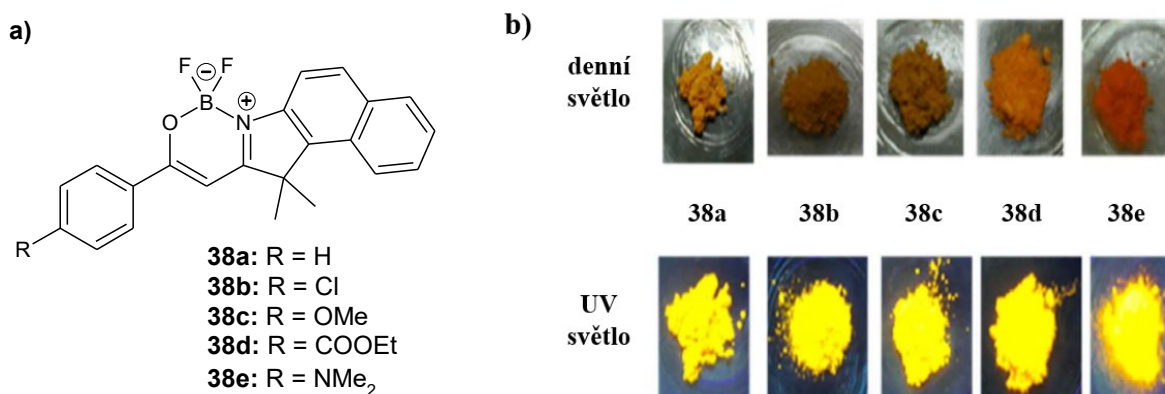 a)
F F
⊖
B
⊕
O N
R
38a: R = H
38b: R = Cl
38c: R = OMe
38d: R = COOEt
38e: R = NMe₂
b)
denní
světlo
38a 38b 38c 38d 38e
UV
světlo